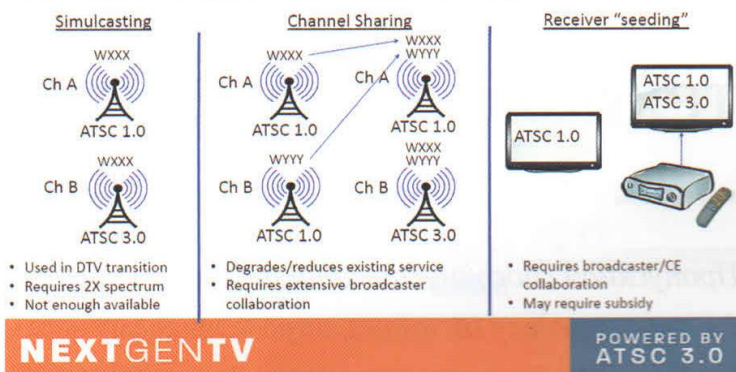 Simulcasting
WXXX
Ch A
ATSC 1.0
WXXX
Ch B
ATSC 3.0
• Used in DTV transition
• Requires 2X spectrum
• Not enough available
Channel Sharing
WXXX
Ch A
ATSC 1.0
WXXX
WYYY
Ch A
ATSC 1.0
WYYY
Ch B
ATSC 1.0
WXXX
WYYY
Ch B
ATSC 3.0
• Degrades/reduces existing service
• Requires extensive broadcaster
collaboration
Receiver "seeding"
ATSC 1.0
ATSC 1.0
ATSC 3.0
• Requires broadcaster/CE
collaboration
• May require subsidy
NEXTGENTV
POWERED BY
ATSC 3.0